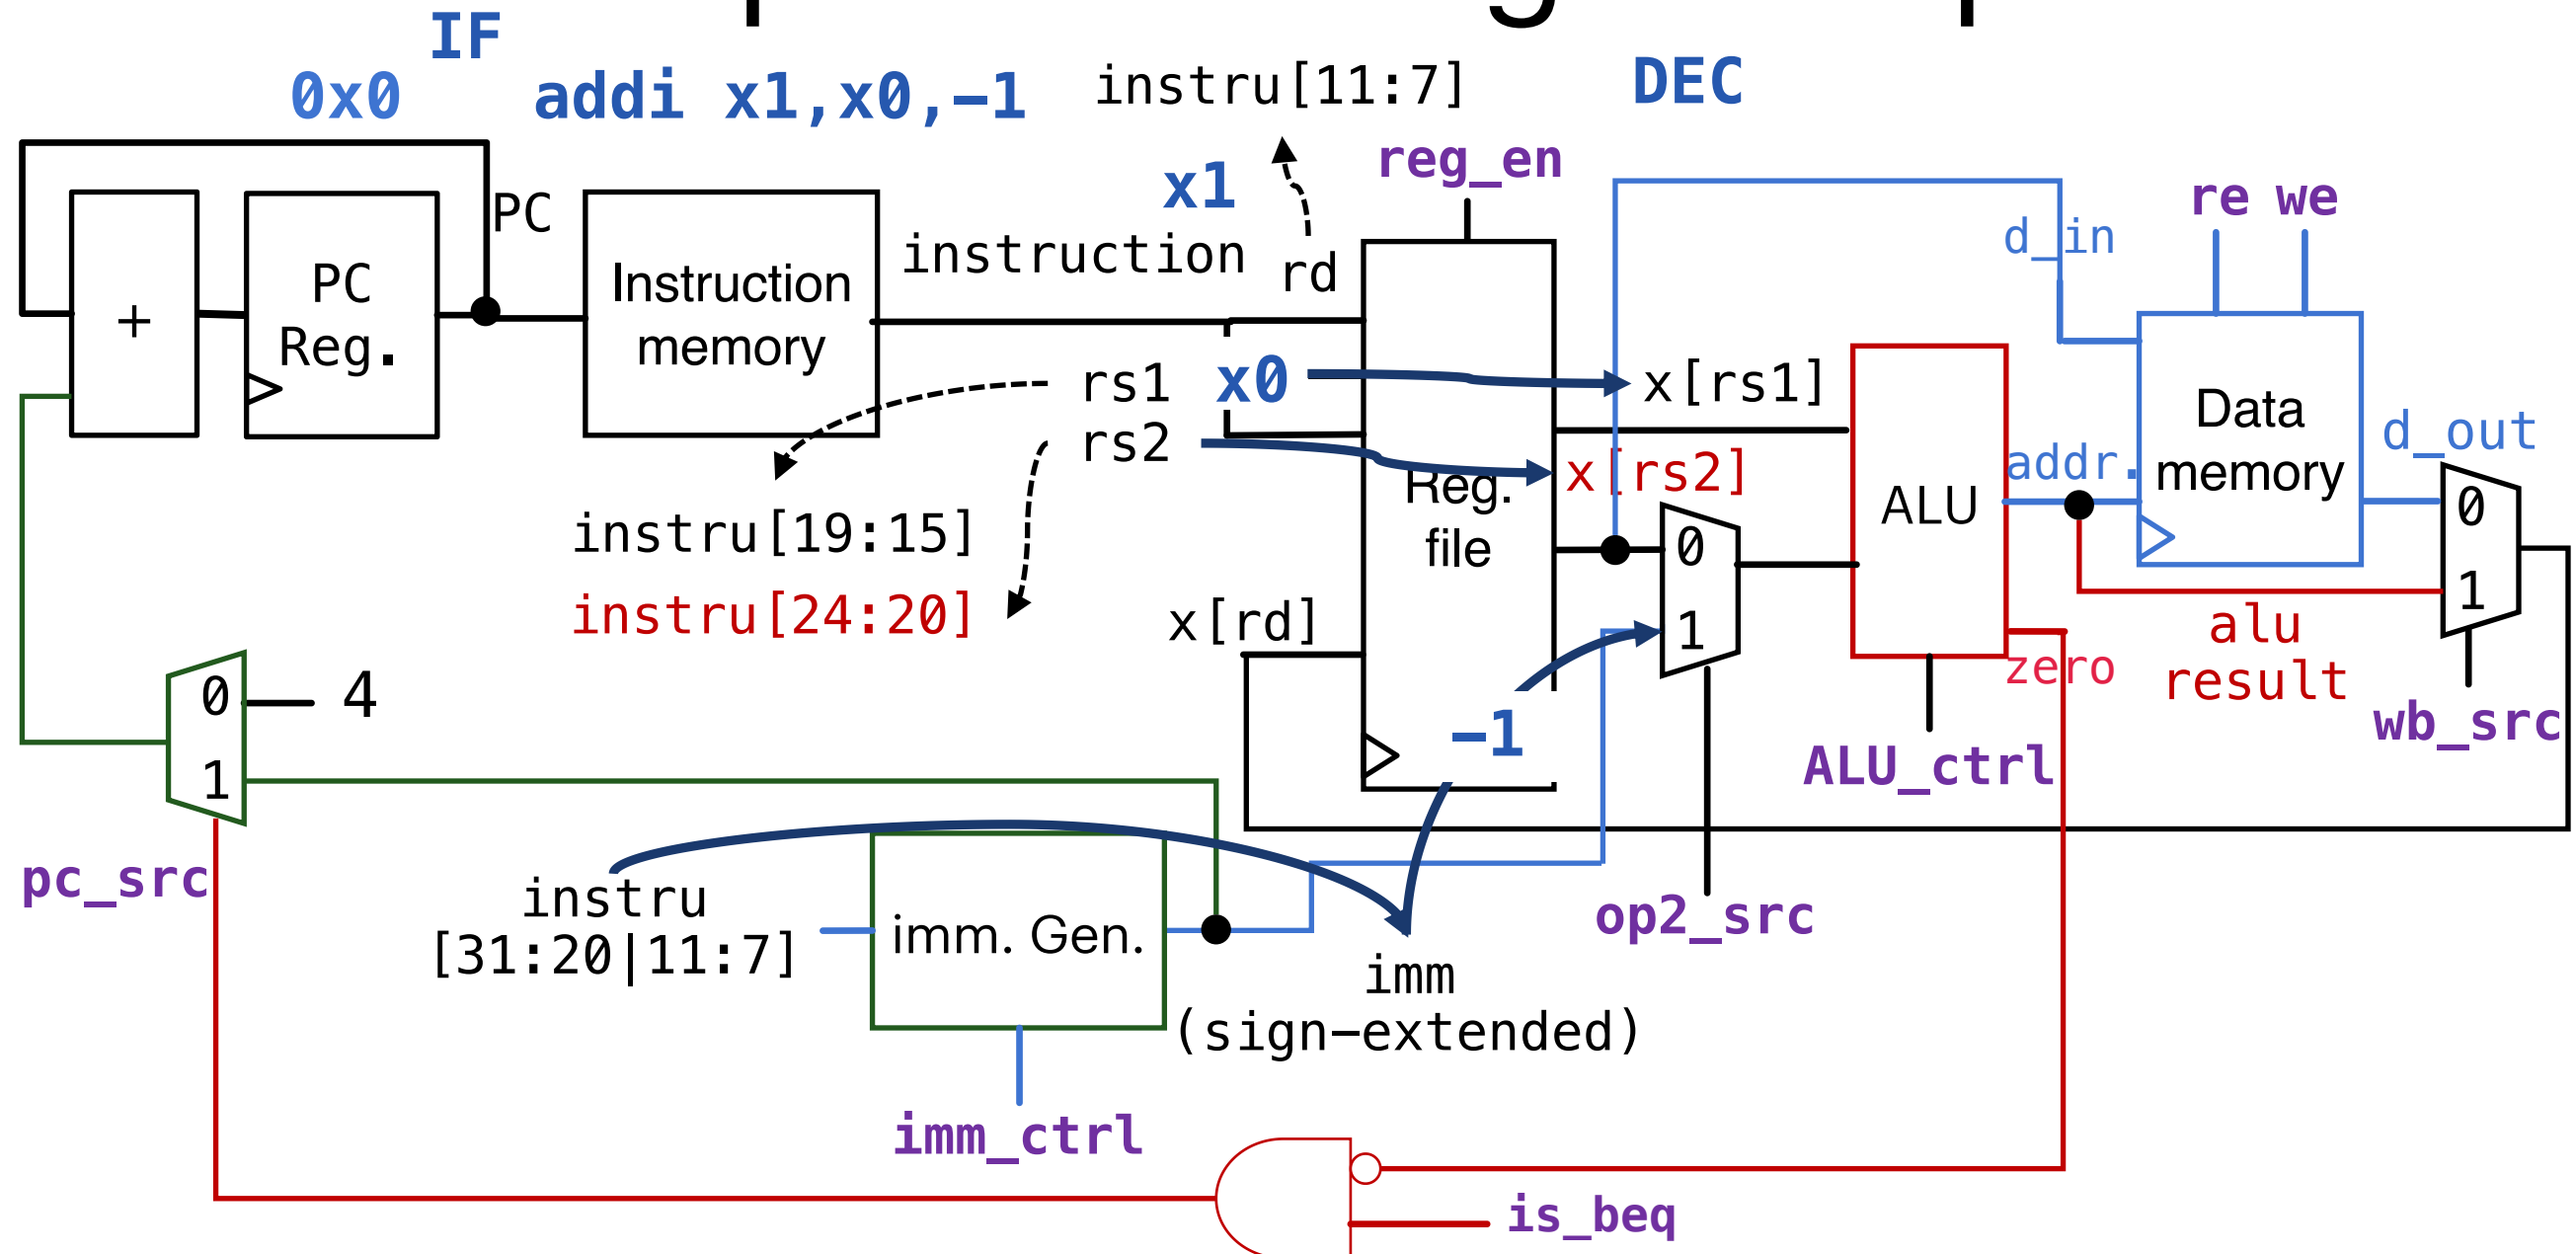 IF
DEC
0x0
addi x1,x0,−1
instru[11:7]
reg_en
x1
re we
PC
d_in
instruction
rd
+
PC
Reg.
Instruction
memory
rs1
x0
x[rs1]
rs2
x[rs2]
Reg.
file
ALU
addr.
Data
memory
d_out
0
1
0
1
instru[19:15]
instru[24:20]
x[rd]
zero
alu
result
0
1
4
−1
ALU_ctrl
wb_src
pc_src
instru
[31:20|11:7]
imm. Gen.
op2_src
imm
(sign−extended)
imm_ctrl
is_beq